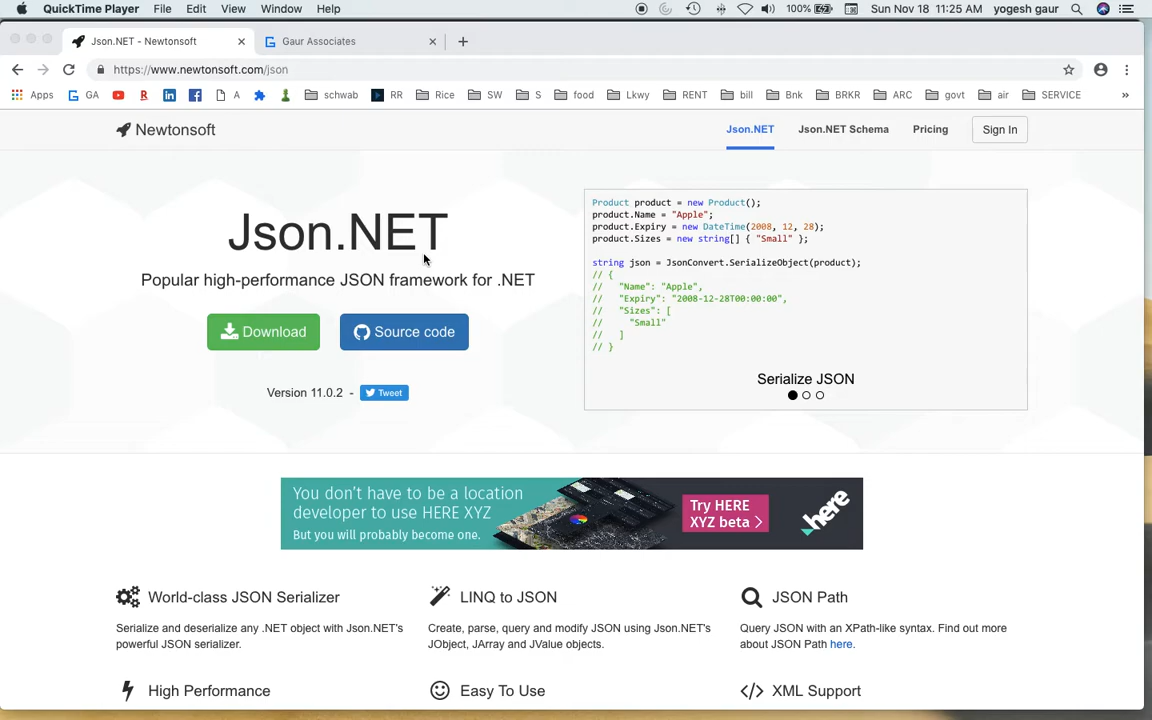 QuickTime Player File Edit View Window Help 100% Sun Nov 18 11:25 AM yogesh gaur
Json.NET - Newtonsoft Gaur Associates
https://www.newtonsoft.com/json
Apps GA A schwab RR Rice SW S food Lkwy RENT bill Bnk BRKR ARC govt air SERVICE »
Newtonsoft Json.NET Json.NET Schema Pricing Sign In
Json.NET
Popular high-performance JSON framework for .NET
Download Source code
Version 11.0.2 - Tweet
Product product = new Product();
product.Name = "Apple";
product.Expiry = new DateTime(2008, 12, 28);
product.Sizes = new string[] { "Small" };
string json = JsonConvert.SerializeObject(product);
// {
//   "Name": "Apple",
//   "Expiry": "2008-12-28T00:00:00",
//   "Sizes": [
//     "Small"
//   ]
// }
Serialize JSON
You don't have to be a location
developer to use HERE XYZ
But you will probably become one.
Try HERE
XYZ beta >
here
World-class JSON Serializer
Serialize and deserialize any .NET object with Json.NET's
powerful JSON serializer.
LINQ to JSON
Create, parse, query and modify JSON using Json.NET's
JObject, JArray and JValue objects.
JSON Path
Query JSON with an XPath-like syntax. Find out more
about JSON Path here.
High Performance
Easy To Use
XML Support